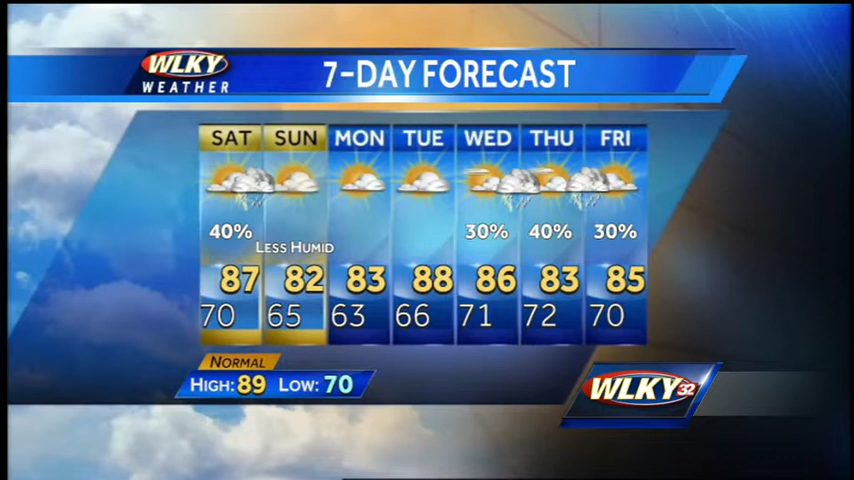 WLKY
WEATHER
7-DAY FORECAST
SAT SUN MON TUE WED THU FRI
40% 30% 40% 30%
LESS HUMID
87 82 83 88 86 83 85
70 65 63 66 71 72 70
NORMAL
HIGH: 89 LOW: 70
WLKY 32